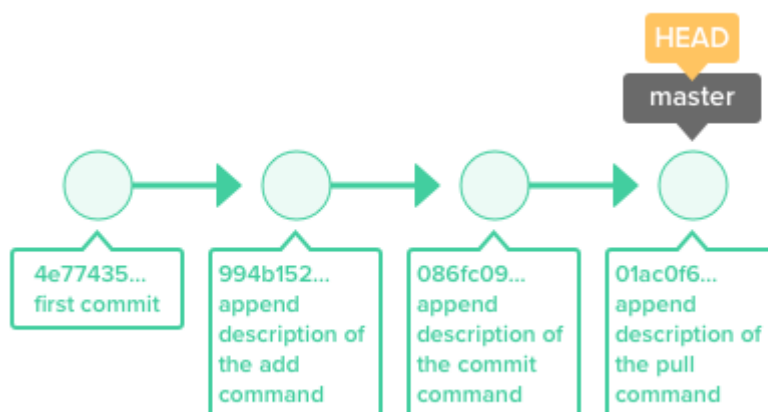 HEAD
master
4e77435...
first commit
994b152...
append
description of
the add
command
086fc09...
append
description of
the commit
command
01ac0f6...
append
description of
the pull
command